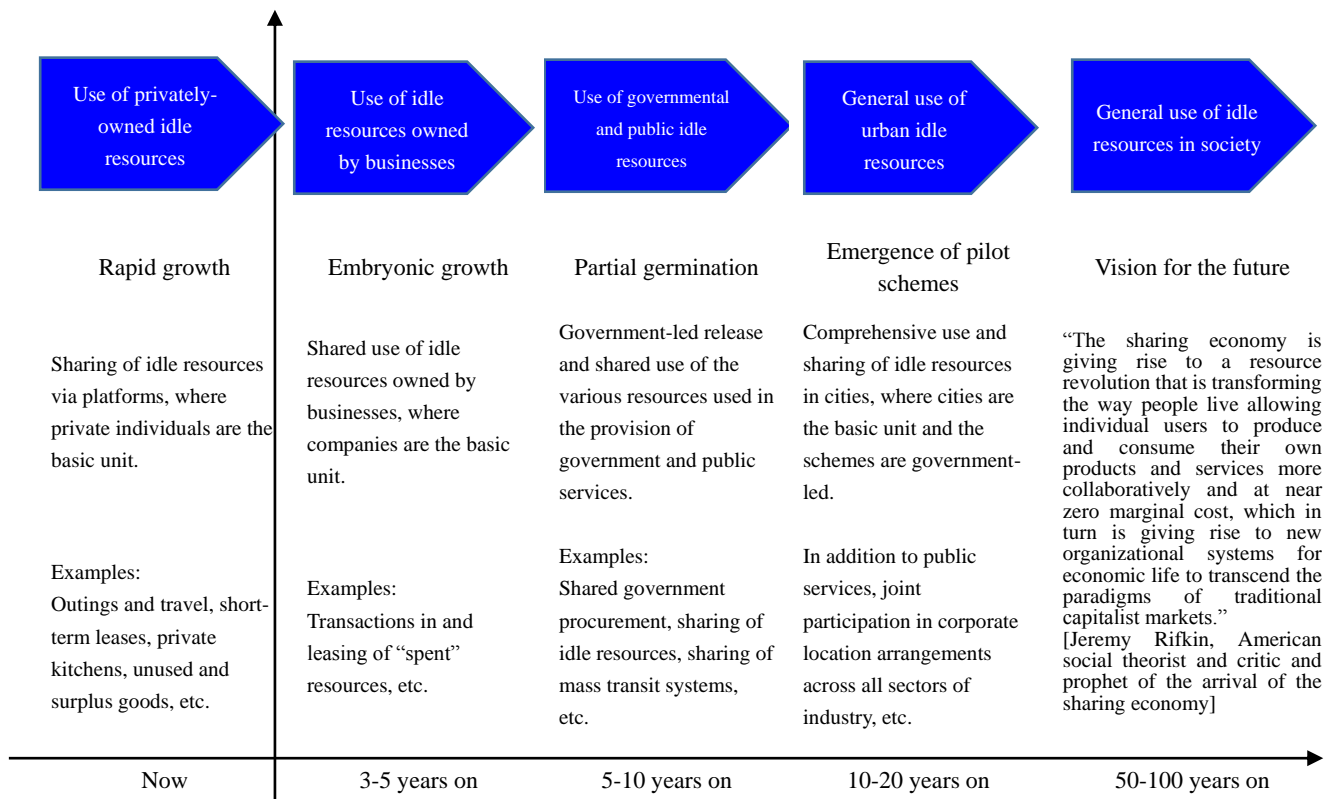 Use of privately-
owned idle
resources
Use of idle
resources owned
by businesses
Use of governmental
and public idle
resources
General use of
urban idle
resources
General use of idle
resources in society
Rapid growth
Embryonic growth
Partial germination
Emergence of pilot
schemes
Vision for the future
Sharing of idle resources
via platforms, where
private individuals are the
basic unit.
Shared use of idle
resources owned by
businesses, where
companies are the basic
unit.
Government-led release
and shared use of the
various resources used in
the provision of
government and public
services.
Comprehensive use and
sharing of idle resources
in cities, where cities are
the basic unit and the
schemes are government-
led.
“The sharing economy is
giving rise to a resource
revolution that is transforming
the way people live allowing
individual users to produce
and consume their own
products and services more
collaboratively and at near
zero marginal cost, which in
turn is giving rise to new
organizational systems for
economic life to transcend the
paradigms of traditional
capitalist markets.”
[Jeremy Rifkin, American
social theorist and critic and
prophet of the arrival of the
sharing economy]
Examples:
Outings and travel, short-
term leases, private
kitchens, unused and
surplus goods, etc.
Examples:
Transactions in and
leasing of “spent”
resources, etc.
Examples:
Shared government
procurement, sharing of
idle resources, sharing of
mass transit systems,
etc.
In addition to public
services, joint
participation in corporate
location arrangements
across all sectors of
industry, etc.
Now
3-5 years on
5-10 years on
10-20 years on
50-100 years on